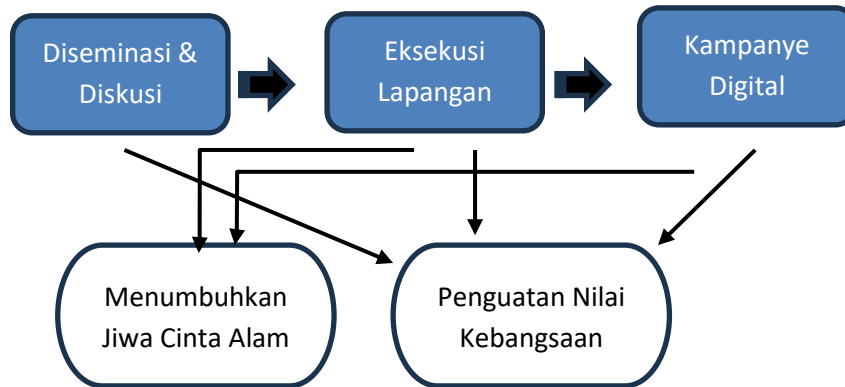 Diseminasi &
Diskusi
Eksekusi
Lapangan
Kampanye
Digital
Menumbuhkan
Jiwa Cinta Alam
Penguatan Nilai
Kebangsaan